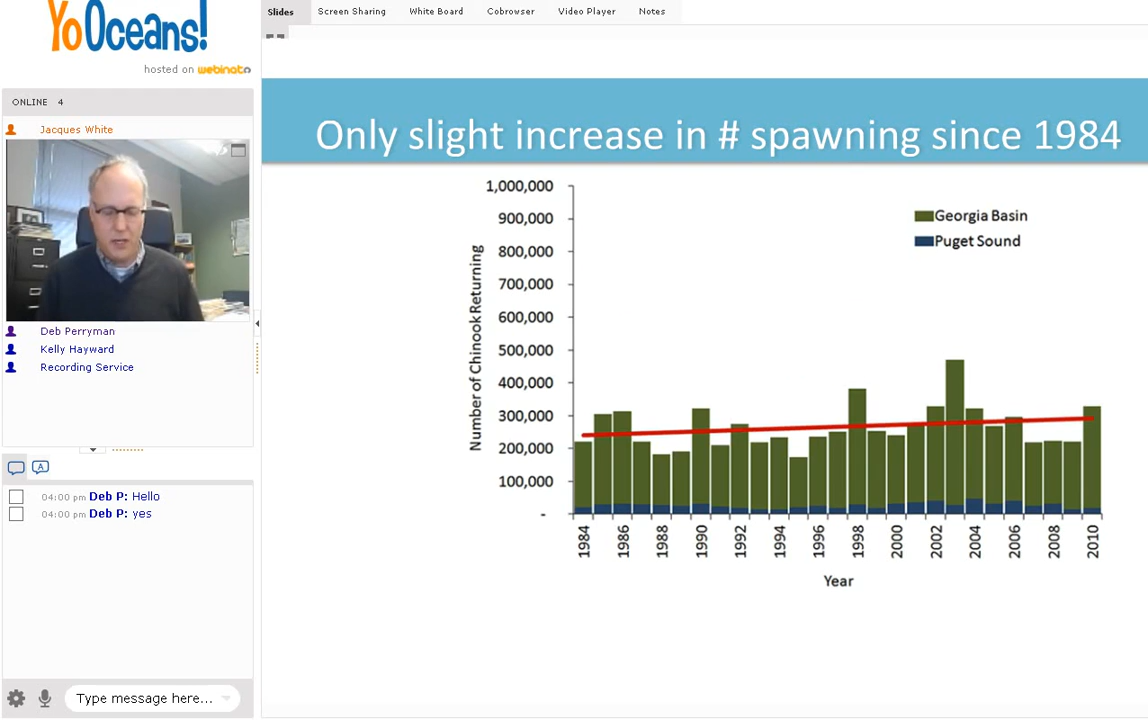 YoOceans!
hosted on webinato
ONLINE 4
Jacques White
Deb Perryman
Kelly Hayward
Recording Service
A
04:00 pm Deb P: Hello
04:00 pm Deb P: yes
Type message here...
Slides Screen Sharing White Board Cobrowser Video Player Notes
Only slight increase in # spawning since 1984
1,000,000
900,000
800,000
700,000
600,000
500,000
400,000
300,000
200,000
100,000
-
Number of Chinook Returning
Georgia Basin
Puget Sound
1984 1986 1988 1990 1992 1994 1996 1998 2000 2002 2004 2006 2008 2010
Year